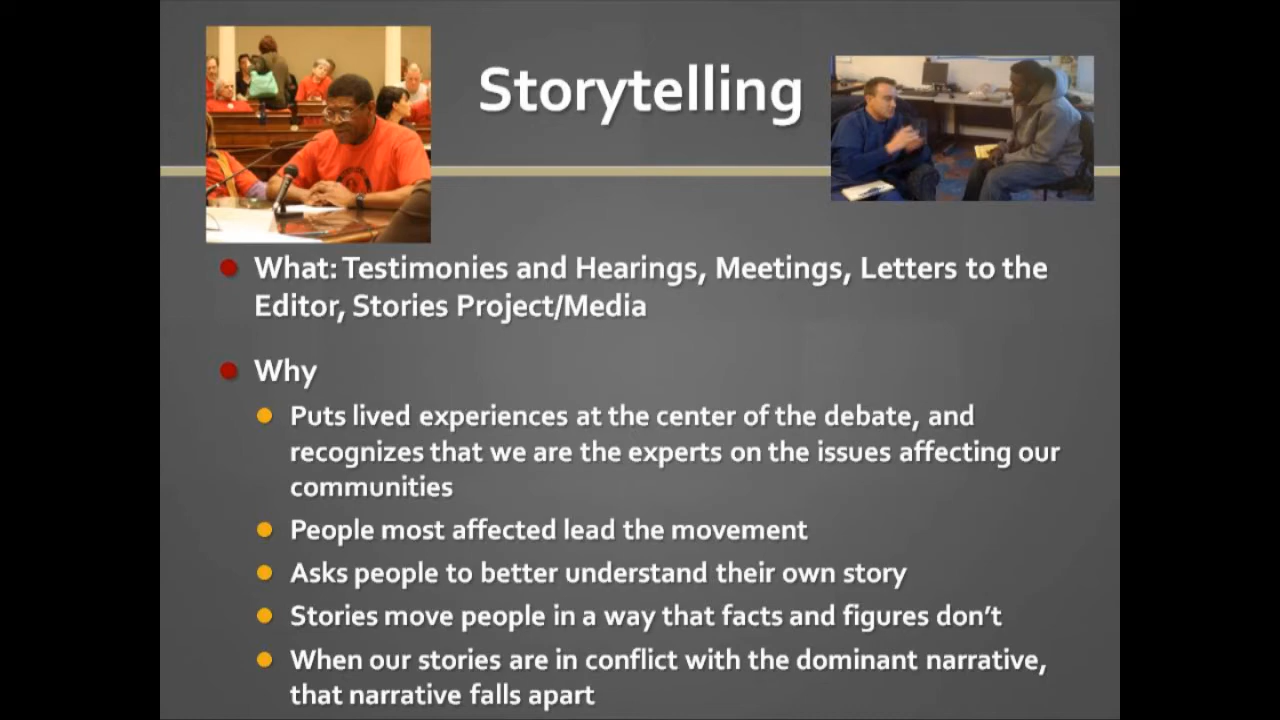 Storytelling
What: Testimonies and Hearings, Meetings, Letters to the
Editor, Stories Project/Media
Why
Puts lived experiences at the center of the debate, and
recognizes that we are the experts on the issues affecting our
communities
People most affected lead the movement
Asks people to better understand their own story
Stories move people in a way that facts and figures don’t
When our stories are in conflict with the dominant narrative,
that narrative falls apart